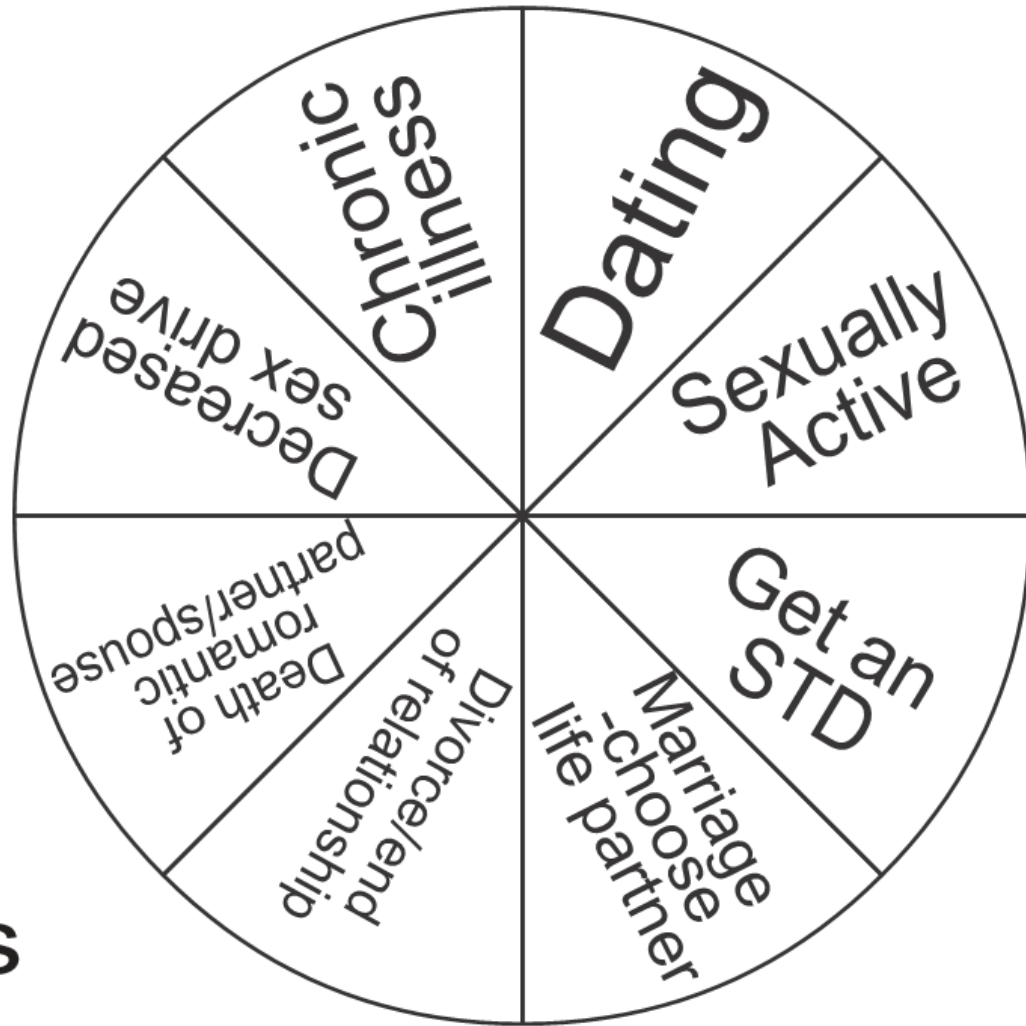 Dating
Sexually
Active
Get an
STD
Marriage
-choose
life partner
Divorce/end
of relationship
Death of
romantic
partner/spouse
Decreased
sex drive
Chronic
illness
s